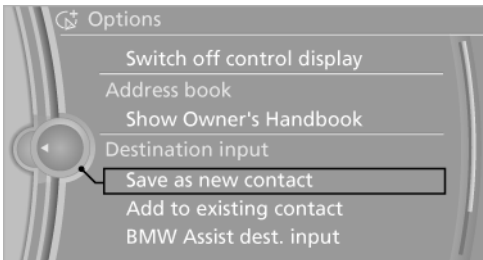 Options
Switch off control display
Address book
Show Owner's Handbook
Destination input
Save as new contact
Add to existing contact
BMW Assist dest. input